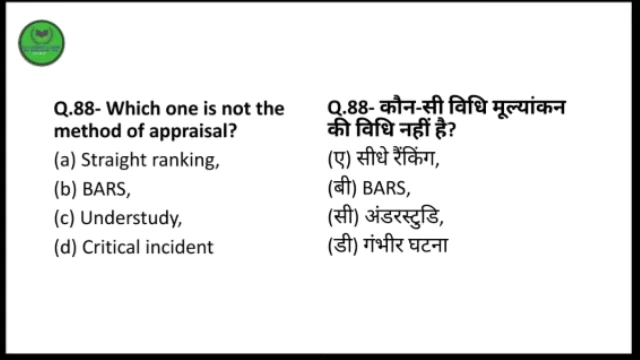 Q.88- Which one is not the
method of appraisal?
(a) Straight ranking,
(b) BARS,
(c) Understudy,
(d) Critical incident
Q.88- कौन-सी विधि मूल्यांकन
की विधि नहीं है?
(ए) सीधे रैंकिंग,
(बी) BARS,
(सी) अंडरस्टुडि,
(डी) गंभीर घटना